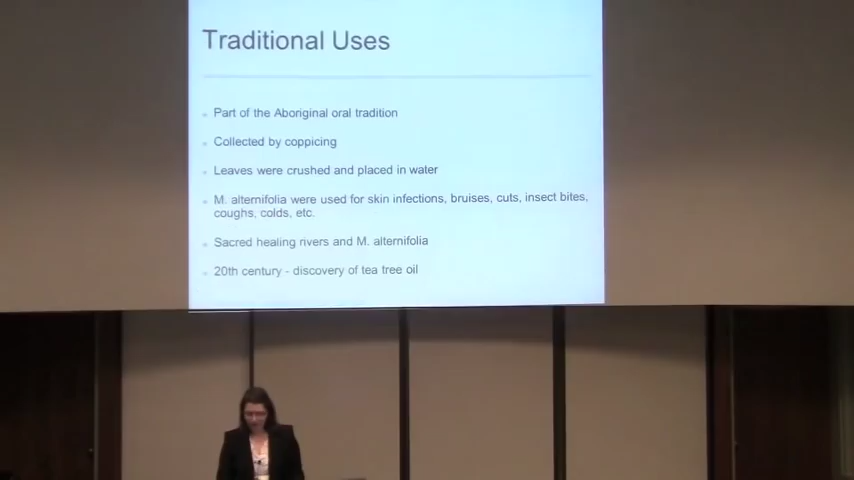 Traditional Uses
Part of the Aboriginal oral tradition
Collected by coppicing
Leaves were crushed and placed in water
M. alternifolia were used for skin infections, bruises, cuts, insect bites,
coughs, colds, etc.
Sacred healing rivers and M. alternifolia
20th century - discovery of tea tree oil